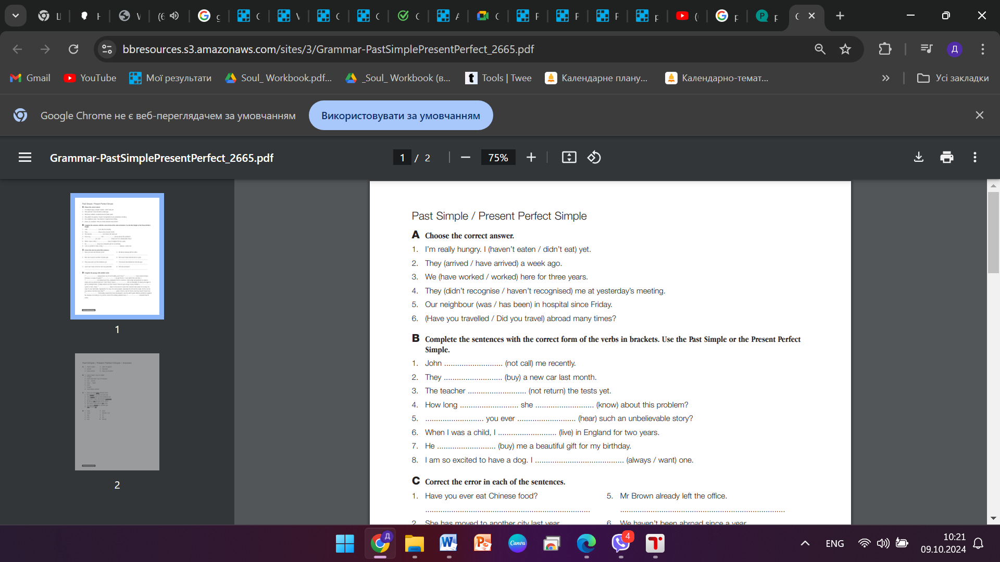 bbresources.s3.amazonaws.com/sites/3/Grammar-PastSimplePresentPerfect_2665.pdf
Д
Gmail
YouTube
Мої результати
Soul_ Workbook.pdf...
_Soul_ Workbook (в...
Tools | Twee
Календарне плану...
Календарно-темат...
»
Усі закладки
Google Chrome не є веб-переглядачем за умовчанням
Використовувати за умовчанням
Grammar-PastSimplePresentPerfect_2665.pdf
1 / 2
75%
Past Simple / Present Perfect Simple
A Choose the correct answer.
1. I'm really hungry. I (haven't eaten / didn't eat) yet.
2. They (arrived / have arrived) a week ago.
3. We (have worked / worked) here for three years.
4. They (didn't recognise / haven't recognised) me at yesterday's meeting.
5. Our neighbour (was / has been) in hospital since Friday.
6. (Have you travelled / Did you travel) abroad many times?
B Complete the sentences with the correct form of the verbs in brackets. Use the Past Simple or the Present Perfect
Simple.
1. John ........................... (not call) me recently.
2. They ........................... (buy) a new car last month.
3. The teacher ........................... (not return) the tests yet.
4. How long ........................... she ........................... (know) about this problem?
5. ........................... you ever ........................... (hear) such an unbelievable story?
6. When I was a child, I ........................... (live) in England for two years.
7. He ........................... (buy) me a beautiful gift for my birthday.
8. I am so excited to have a dog. I ......................................... (always / want) one.
C Correct the error in each of the sentences.
1. Have you ever eat Chinese food?
5. Mr Brown already left the office.
2. She has moved to another city last year.
6. We haven't been abroad since a year.
1
2
Canva
4
ENG
10:21
09.10.2024